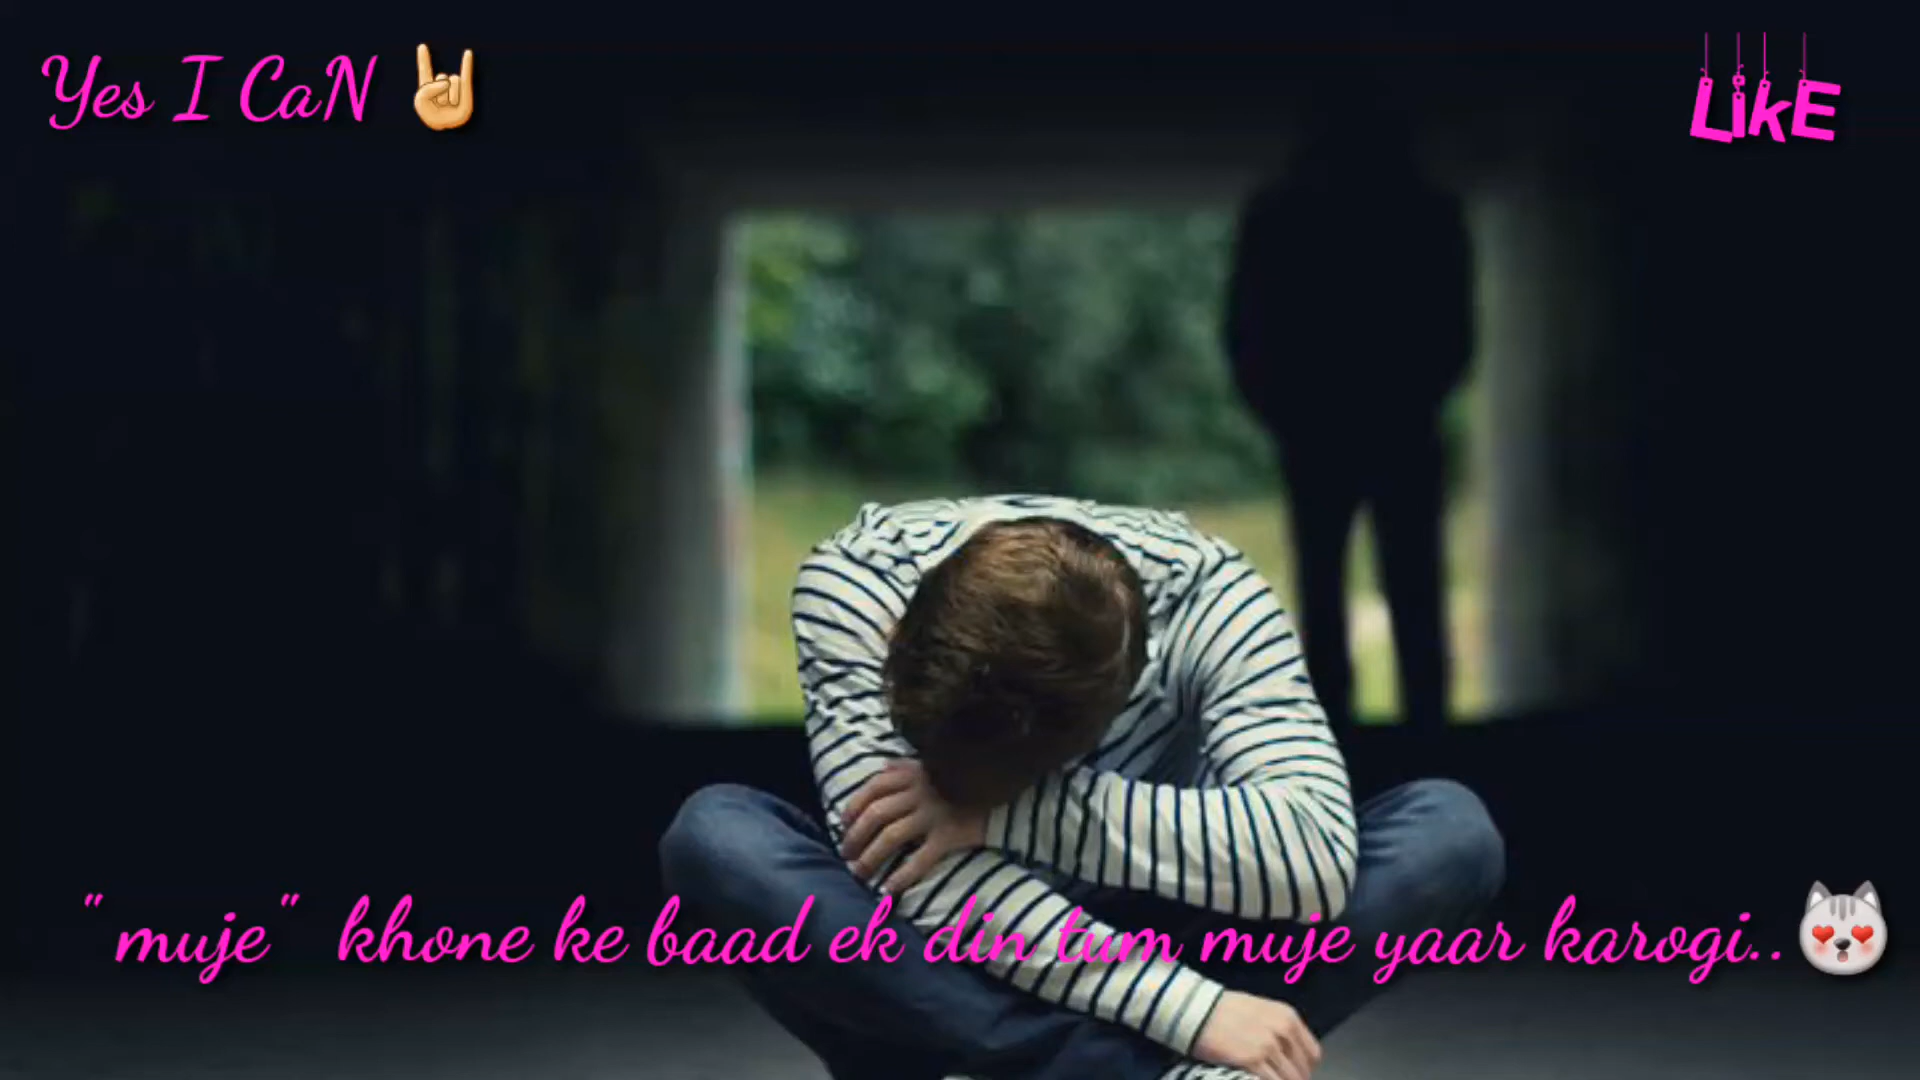 Yes I CaN 🤘
LikE
"muje" khone ke baad ek din tum muje yaar karogi..😻